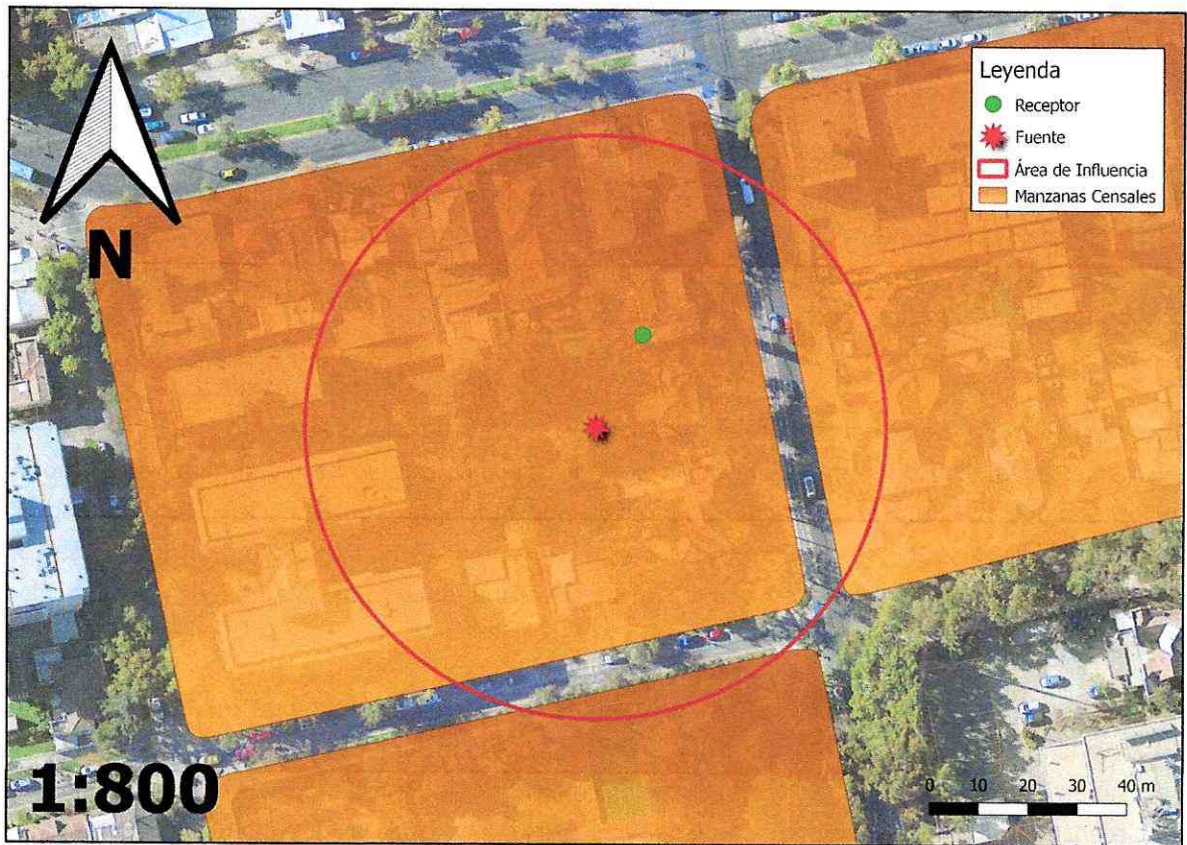 Leyenda
Receptor
Fuente
Área de Influencia
Manzanas Censales
N
1:800
0 10 20 30 40 m